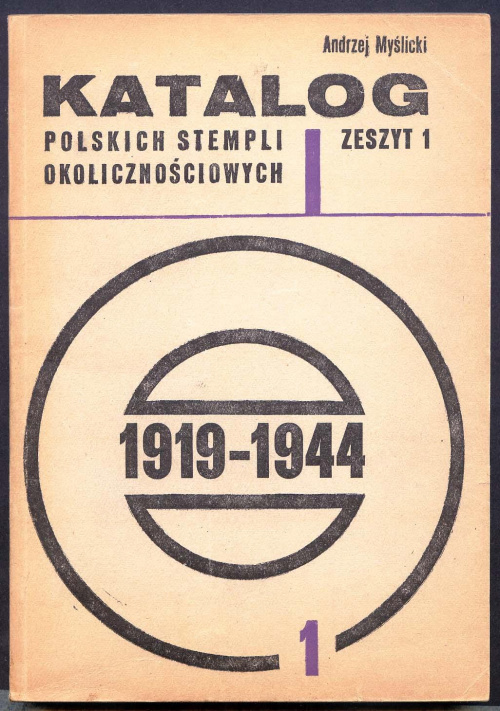 Andrzej Myślicki
KATALOG
POLSKICH STEMPLI
OKOLICZNOŚCIOWYCH
ZESZYT 1
1919-1944
1